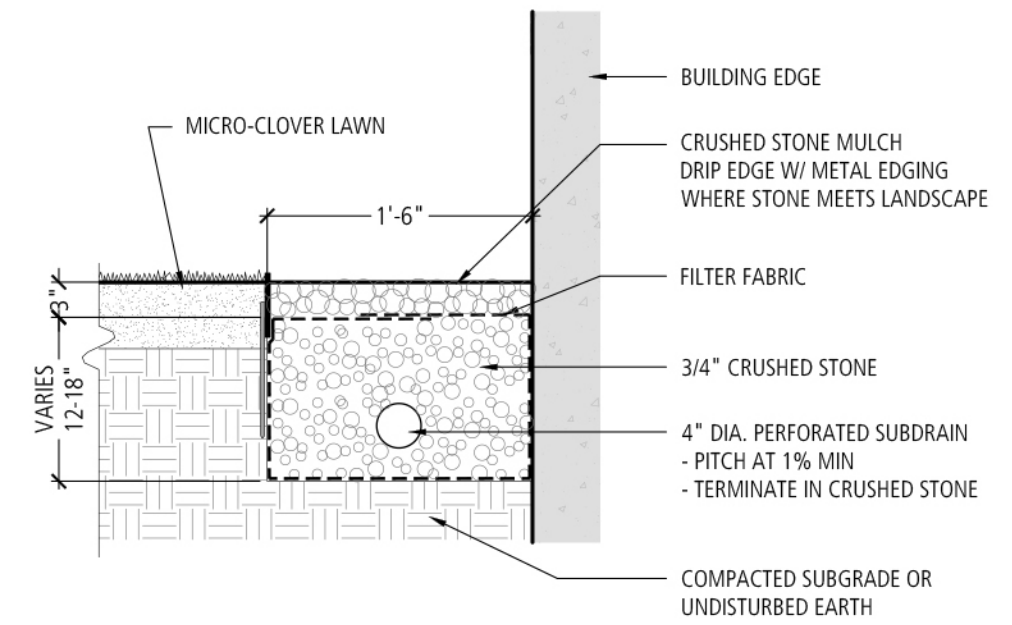 BUILDING EDGE
MICRO-CLOVER LAWN
CRUSHED STONE MULCH
DRIP EDGE W/ METAL EDGING
WHERE STONE MEETS LANDSCAPE
1'-6"
FILTER FABRIC
3"
3/4" CRUSHED STONE
VARIES
12-18"
4" DIA. PERFORATED SUBDRAIN
- PITCH AT 1% MIN
- TERMINATE IN CRUSHED STONE
COMPACTED SUBGRADE OR
UNDISTURBED EARTH